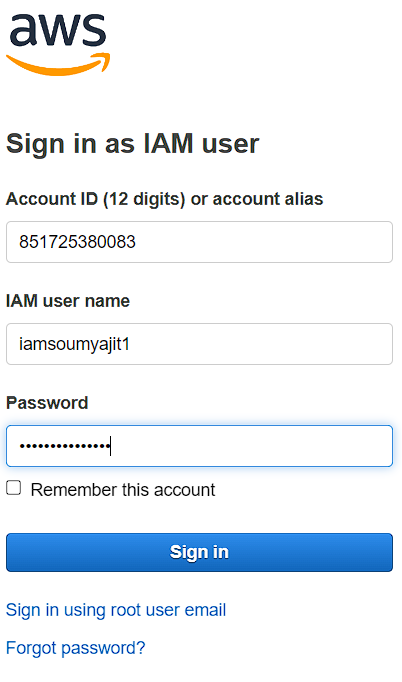 aws
Sign in as IAM user
Account ID (12 digits) or account alias
851725380083
IAM user name
iamsoumyajit1
Password
•••••••••••••••
Remember this account
Sign in
Sign in using root user email
Forgot password?